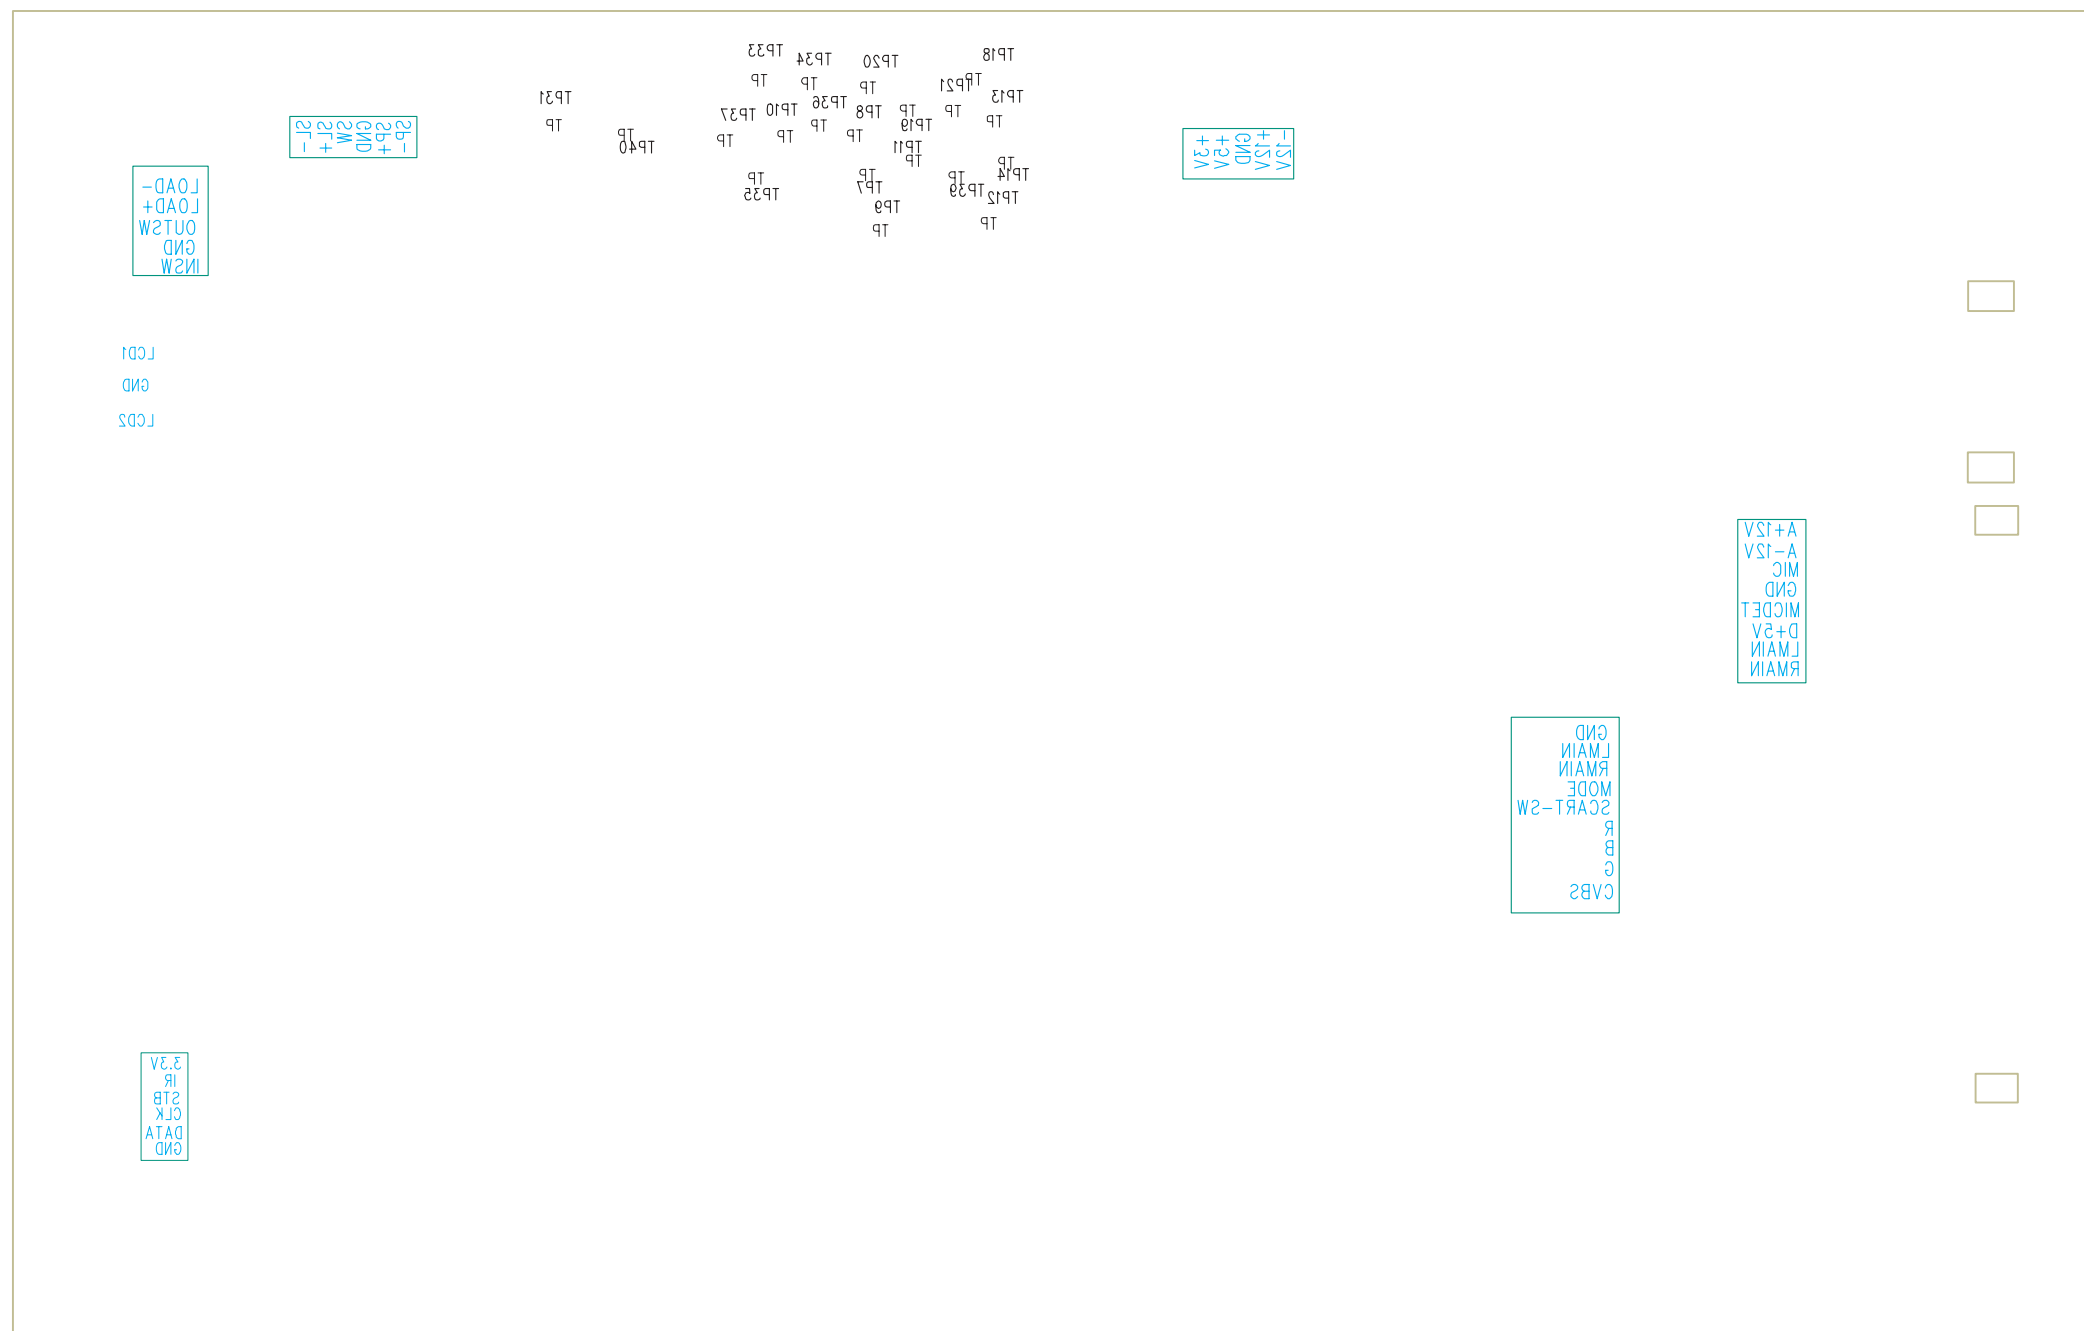 TP33
TP34
TP20
TP18
TP
TP
TP
TP21
TP
TP31
TP36
TP13
TP37
TP10
TP8
TP
TP
TP
TP
TP19
TP
TP
TP40
TP
TP
TP
TP11
TP
TP
TP14
TP
TP35
TP
TP7
TP
TP39
TP12
TP9
TP
TP
SL-
SL+
SW
GND
SP+
SP-
+3V
+5V
GND
+12V
-12V
LOAD-
LOAD+
OUTSW
GND
INSW
LCD1
GND
LCD2
A+12V
A-12V
MIC
GND
MICDET
D+5V
LMAIN
RMAIN
GND
LMAIN
RMAIN
MODE
SCART-SW
R
B
G
CVBS
3.3V
IR
STB
CLK
DATA
GND